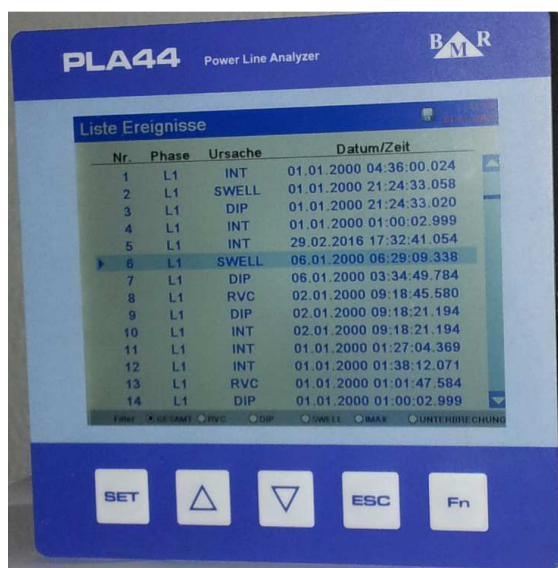 PLA44 Power Line Analyzer BMR
Liste Ereignisse
Nr. Phase Ursache Datum/Zeit
1 L1 INT 01.01.2000 04:36:00.024
2 L1 SWELL 01.01.2000 21:24:33.058
3 L1 DIP 01.01.2000 21:24:33.020
4 L1 INT 01.01.2000 01:00:02.999
5 L1 INT 29.02.2016 17:32:41.054
6 L1 SWELL 06.01.2000 06:29:09.338
7 L1 DIP 06.01.2000 03:34:49.784
8 L1 RVC 02.01.2000 09:18:45.580
9 L1 DIP 02.01.2000 09:18:21.194
10 L1 INT 02.01.2000 09:18:21.194
11 L1 INT 01.01.2000 01:27:04.369
12 L1 INT 01.01.2000 01:38:12.071
13 L1 RVC 01.01.2000 01:01:47.584
14 L1 DIP 01.01.2000 01:00:02.999
Filter GESAMT RVC DIP SWELL IMAX UNTERBRECHUNG
SET ESC Fn